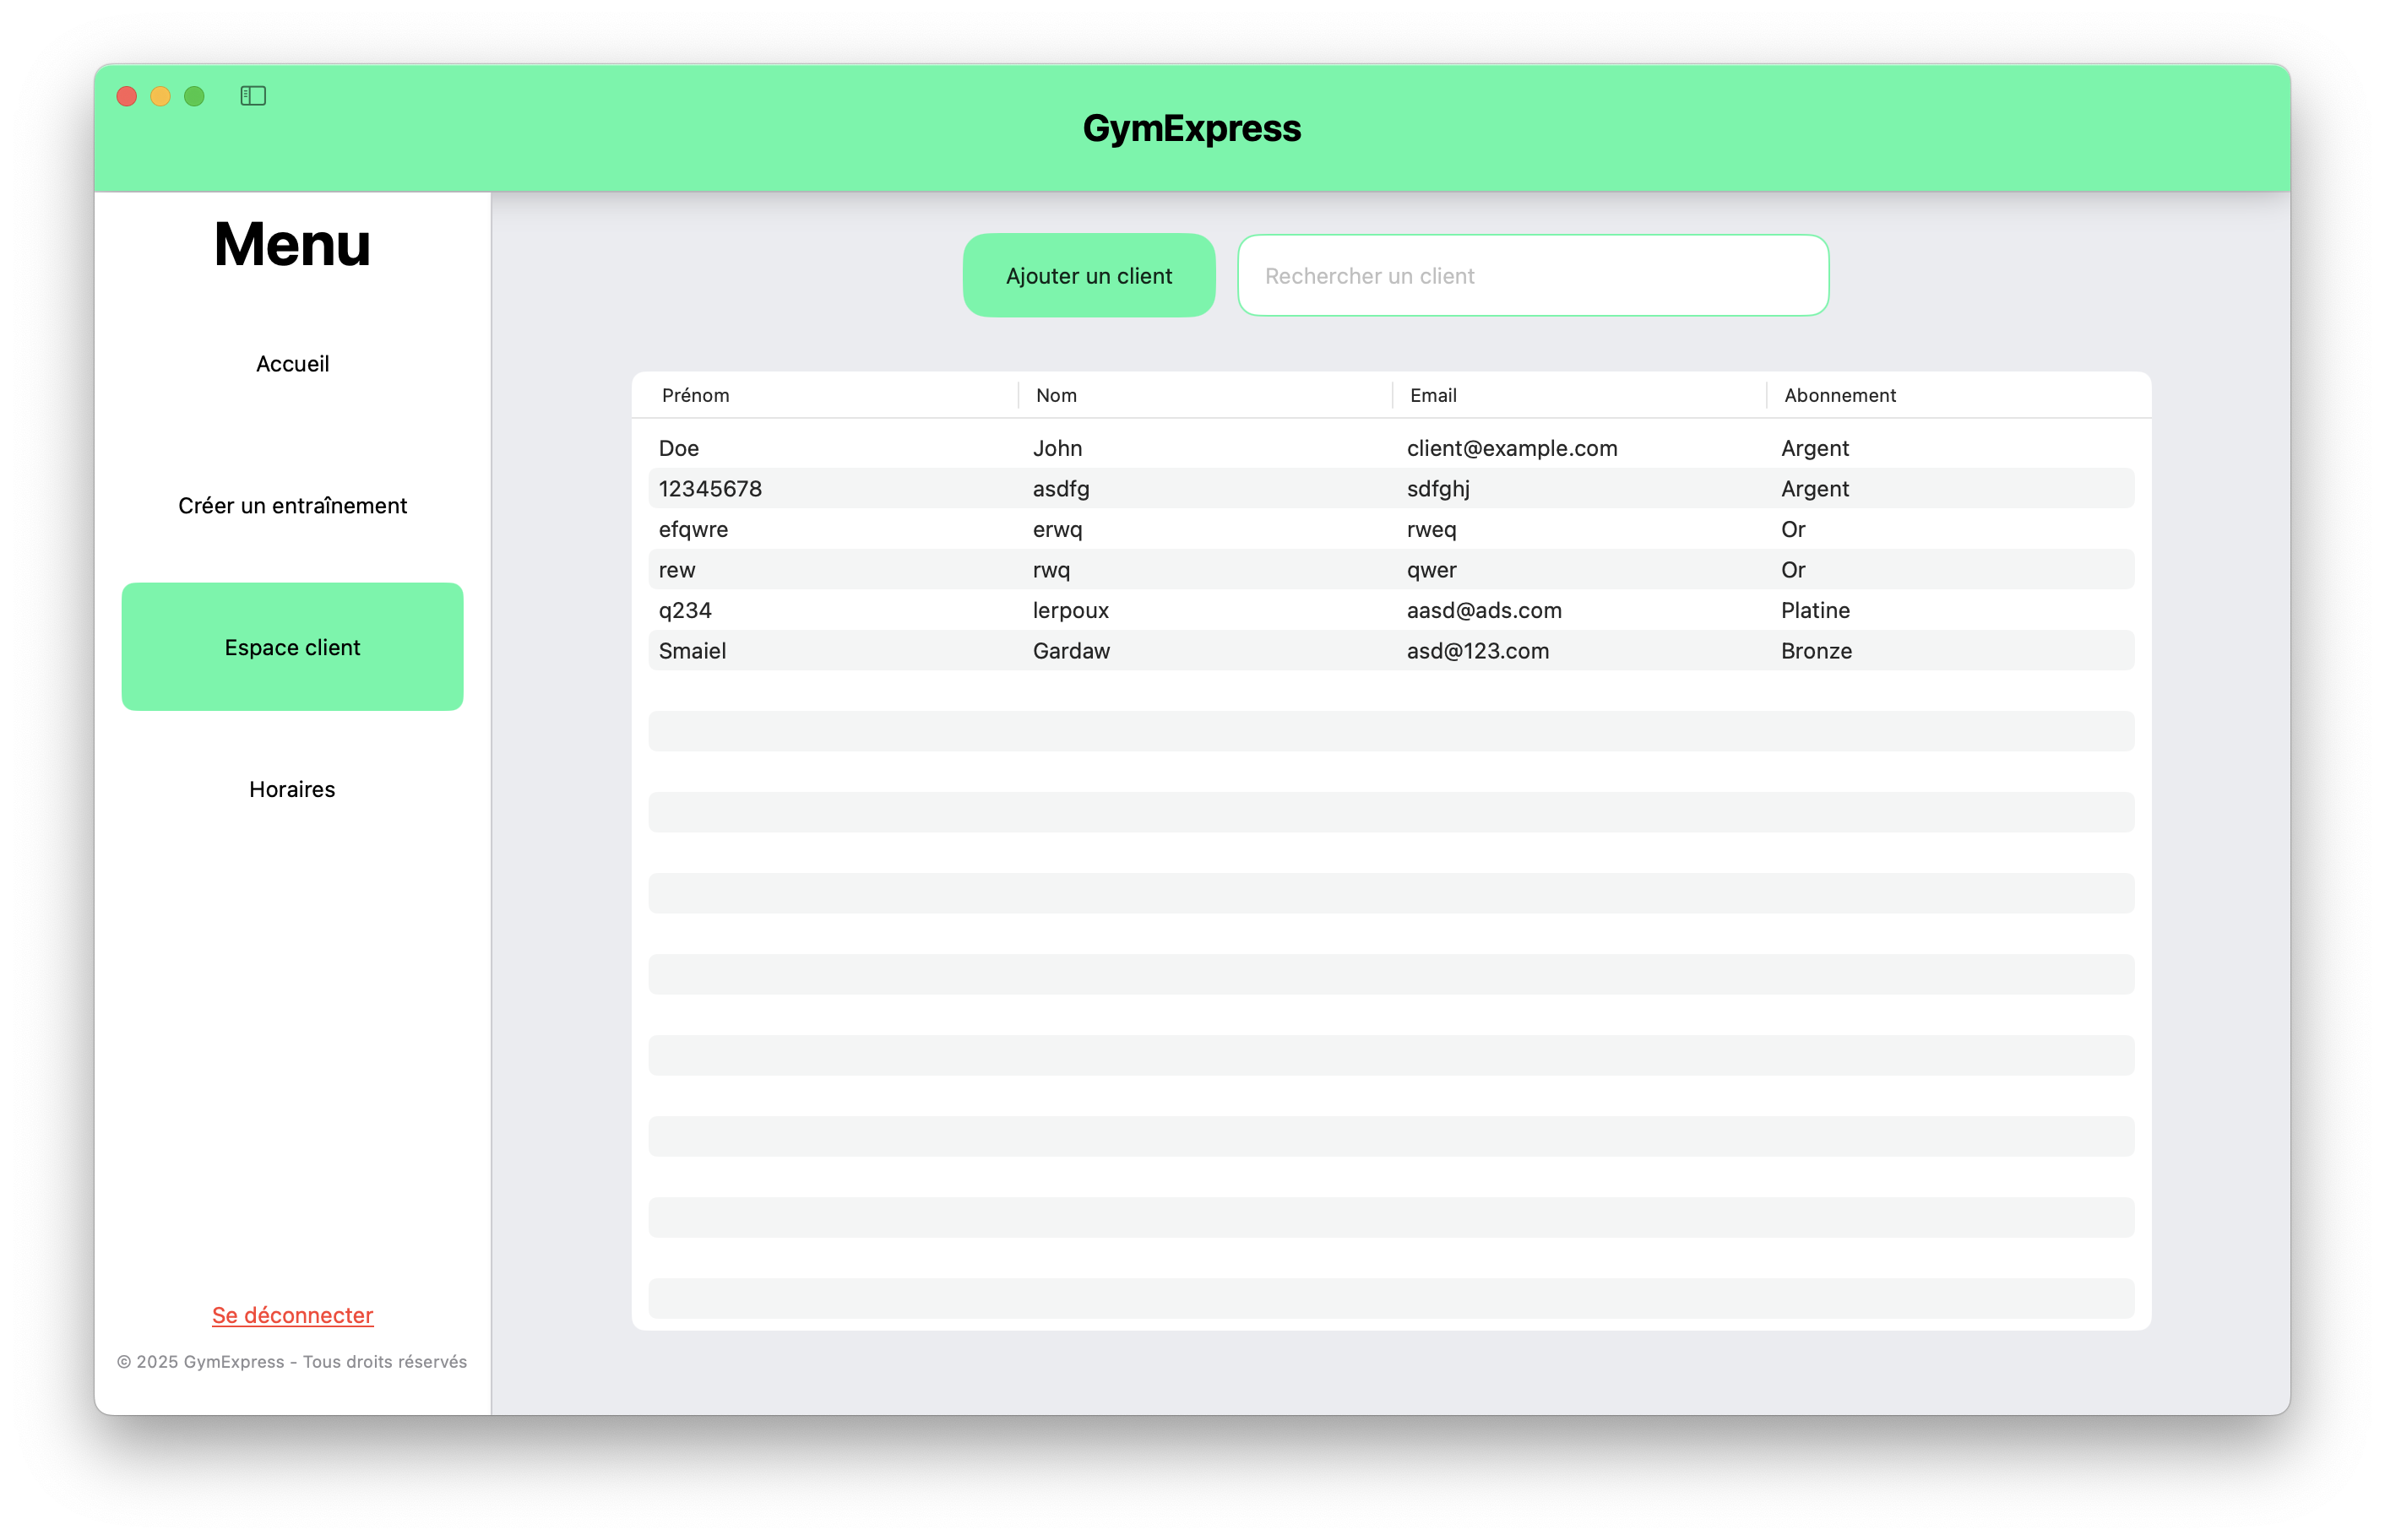 GymExpress
Menu
Accueil
Créer un entraînement
Espace client
Horaires
Se déconnecter
© 2025 GymExpress - Tous droits réservés
Ajouter un client
Rechercher un client
Prénom Nom Email Abonnement
Doe John client@example.com Argent
12345678 asdfg sdfghj Argent
efqwre erwq rweq Or
rew rwq qwer Or
q234 lerpoux aasd@ads.com Platine
Smaiel Gardaw asd@123.com Bronze